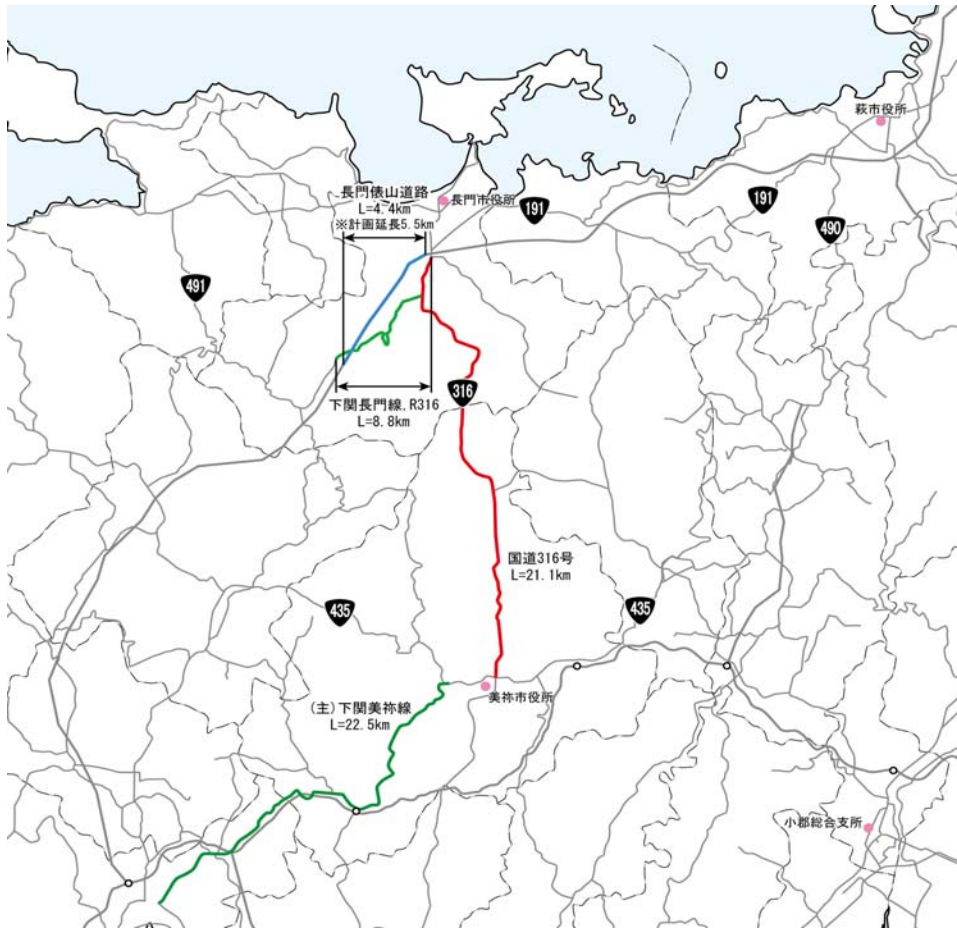 萩市役所
長門俵山道路
L=4.4km
※計画延長5.5km
長門市役所
191
191
490
491
316
下関長門線、R316
L=8.8km
国道316号
L=21.1km
435
435
美祢市役所
(主)下関美祢線
L=22.5km
小郡総合支所